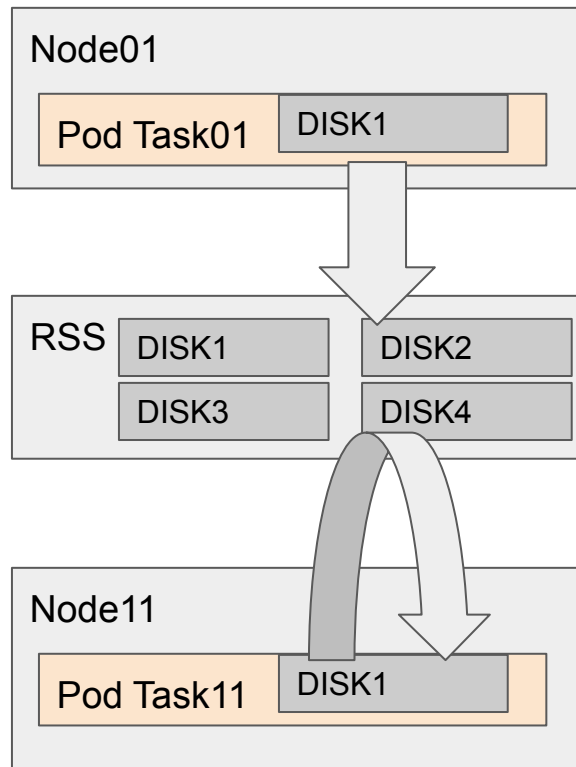 Node01
Pod Task01
DISK1
RSS
DISK1
DISK2
DISK3
DISK4
Node11
Pod Task11
DISK1